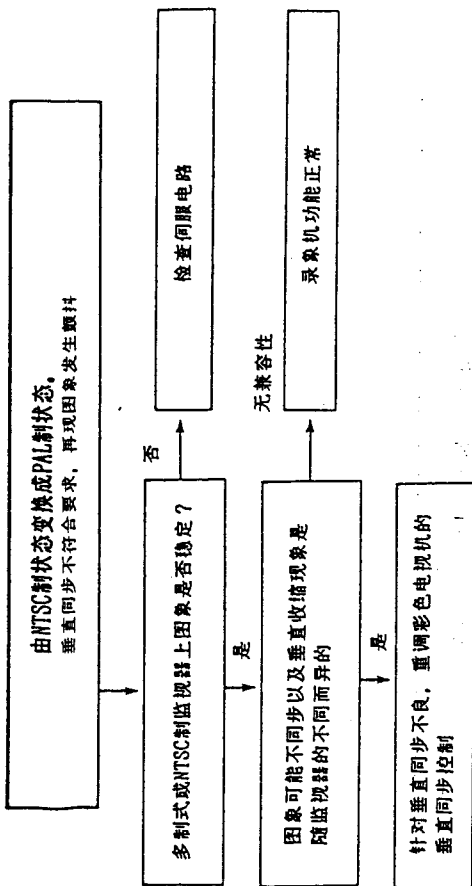 由NTSC制状态变换成PAL制状态。
垂直同步不符合要求，再现图象发生颤抖
多制式或NTSC制监视器上图象是否稳定？
否
检查伺服电路
是
图象可能不同步以及垂直收缩现象是
随监视器的不同而异的
无兼容性
录象机功能正常
是
针对垂直同步不良，重调彩色电视机的
垂直同步控制